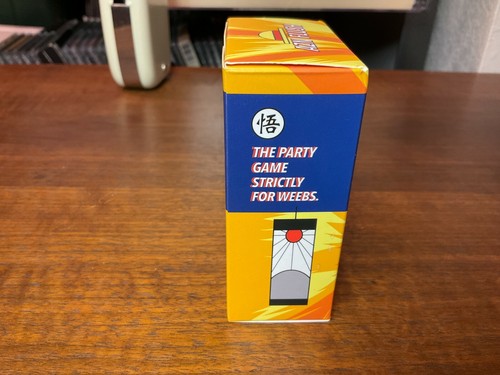 悟
THE PARTY
GAME
STRICTLY
FOR WEEBS.